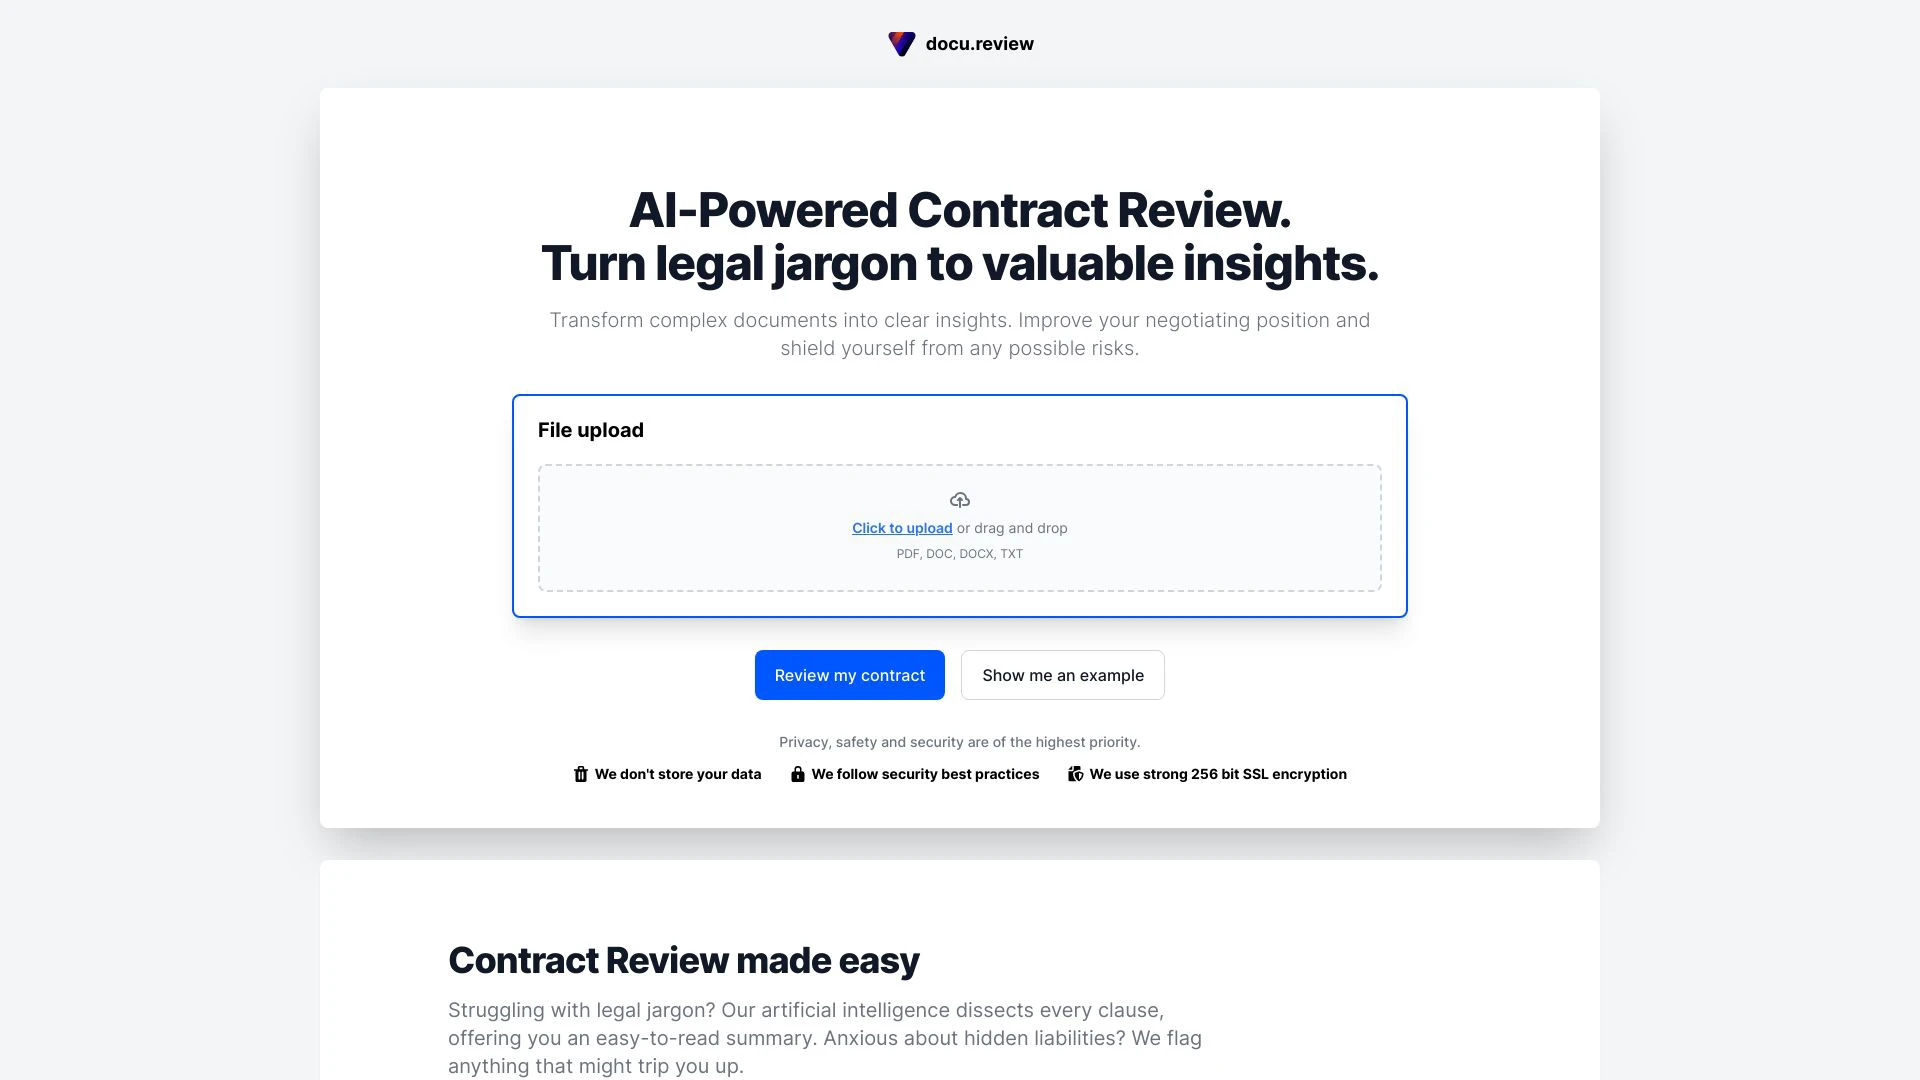 docu.review
AI-Powered Contract Review.
Turn legal jargon to valuable insights.
Transform complex documents into clear insights. Improve your negotiating position and
shield yourself from any possible risks.
File upload
Click to upload or drag and drop
PDF, DOC, DOCX, TXT
Review my contract
Show me an example
Privacy, safety and security are of the highest priority.
We don't store your data
We follow security best practices
We use strong 256 bit SSL encryption
Contract Review made easy
Struggling with legal jargon? Our artificial intelligence dissects every clause,
offering you an easy-to-read summary. Anxious about hidden liabilities? We flag
anything that might trip you up.